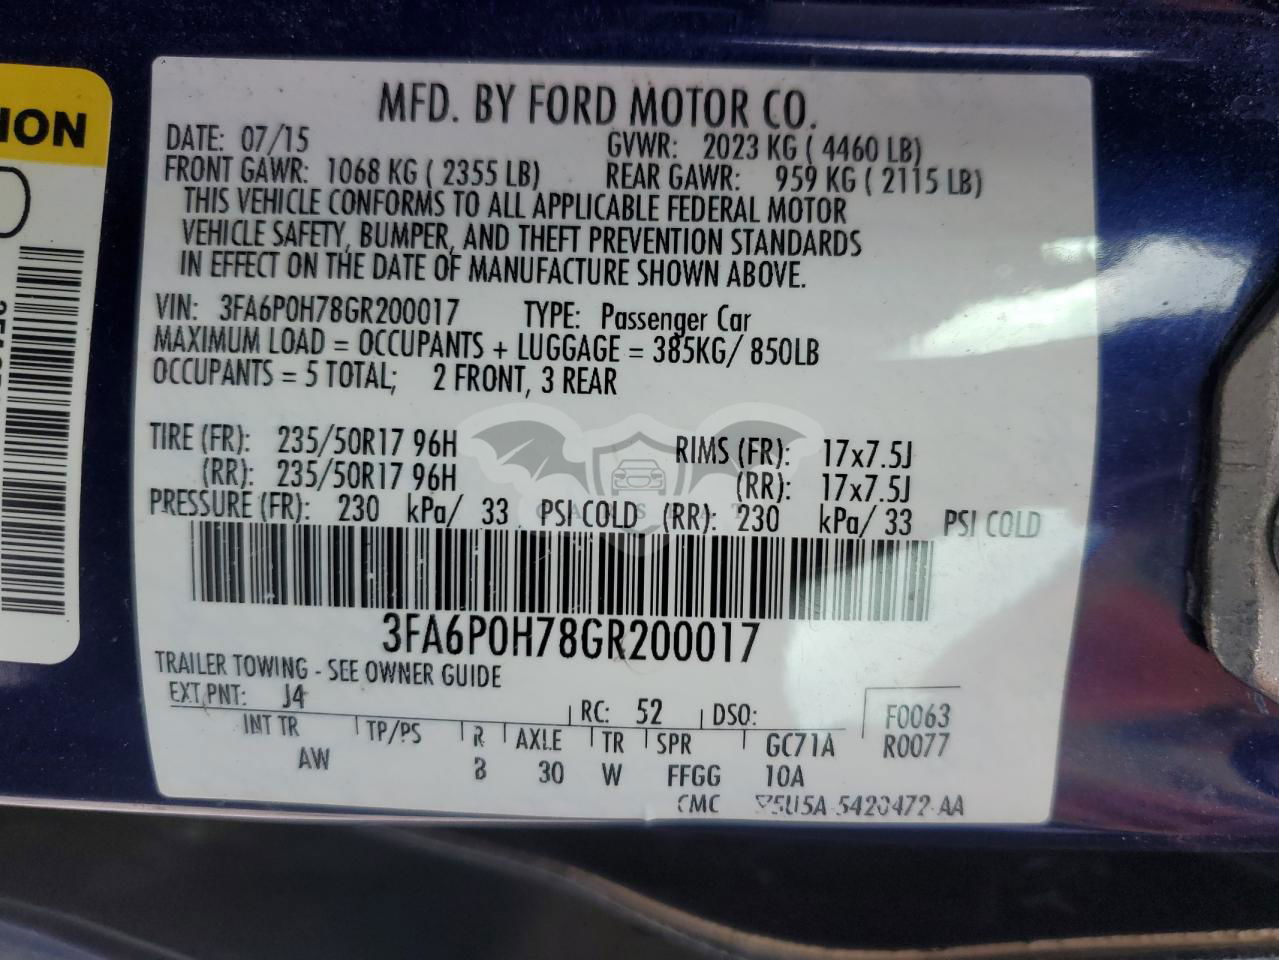 ION
MFD. BY FORD MOTOR CO.
DATE: 07/15 GVWR: 2023 KG ( 4460 LB)
FRONT GAWR: 1068 KG ( 2355 LB) REAR GAWR: 959 KG ( 2115 LB)
THIS VEHICLE CONFORMS TO ALL APPLICABLE FEDERAL MOTOR
VEHICLE SAFETY, BUMPER, AND THEFT PREVENTION STANDARDS
IN EFFECT ON THE DATE OF MANUFACTURE SHOWN ABOVE.
VIN: 3FA6P0H78GR200017 TYPE: Passenger Car
MAXIMUM LOAD = OCCUPANTS + LUGGAGE = 385KG/ 850LB
OCCUPANTS = 5 TOTAL; 2 FRONT, 3 REAR
TIRE (FR): 235/50R17 96H RIMS (FR): 17x7.5J
(RR): 235/50R17 96H (RR): 17x7.5J
PRESSURE (FR): 230 kPa/ 33 PSI COLD (RR): 230 kPa/ 33 PSI COLD
3FA6P0H78GR200017
TRAILER TOWING - SEE OWNER GUIDE
EXT PNT: J4 RC: 52 DSO: F0063
INT TR TP/PS R AXLE TR SPR GC71A R0077
AW B 30 W FFGG 10A
CMC 5420472-AA